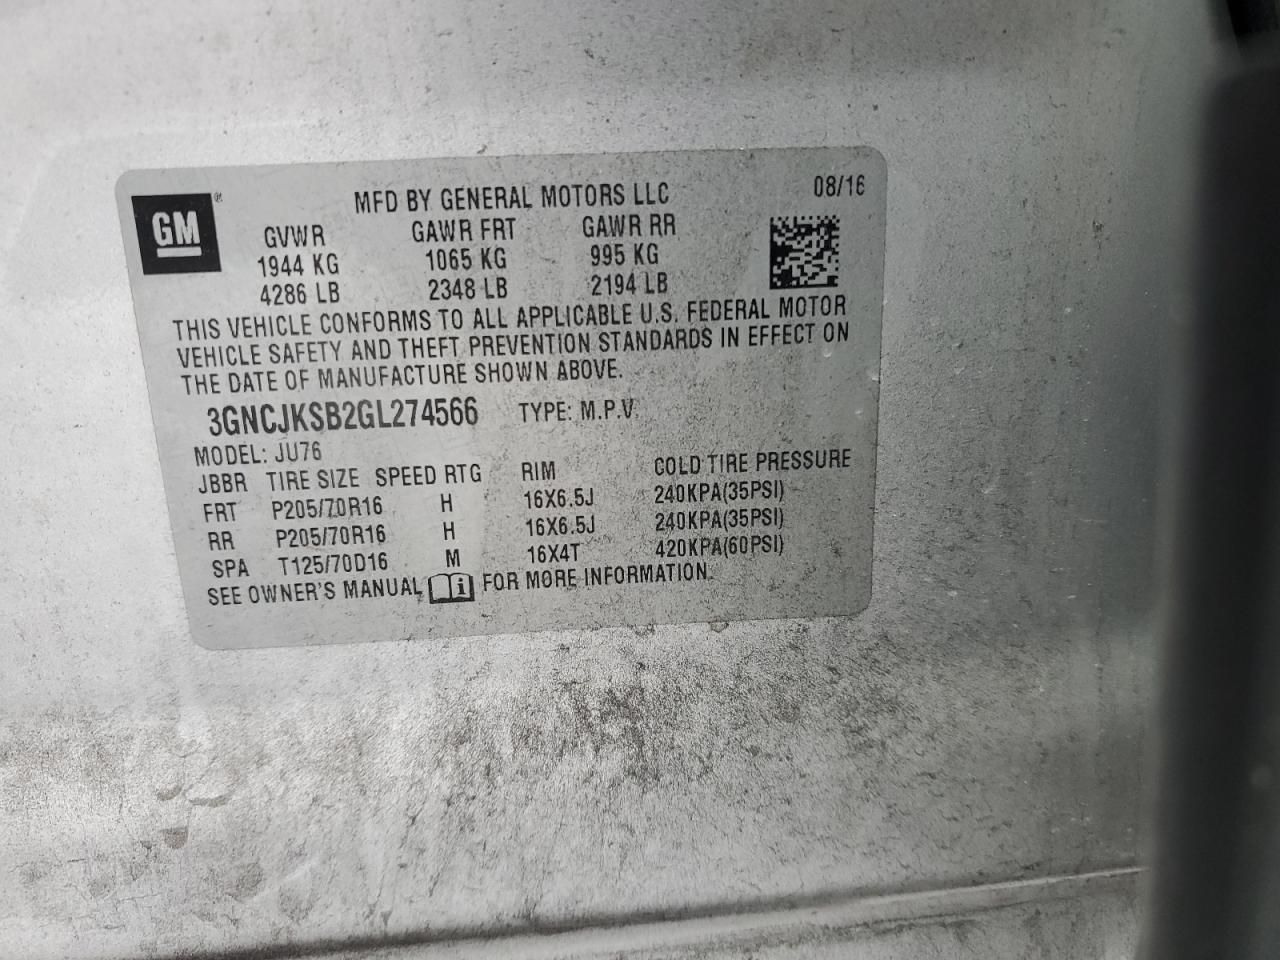 GM ®
MFD BY GENERAL MOTORS LLC 08/16
GVWR GAWR FRT GAWR RR
1944 KG 1065 KG 995 KG
4286 LB 2348 LB 2194 LB
THIS VEHICLE CONFORMS TO ALL APPLICABLE U.S. FEDERAL MOTOR
VEHICLE SAFETY AND THEFT PREVENTION STANDARDS IN EFFECT ON
THE DATE OF MANUFACTURE SHOWN ABOVE.
3GNCJKSB2GL274566 TYPE: M.P.V.
MODEL: JU76
JBBR TIRE SIZE SPEED RTG RIM COLD TIRE PRESSURE
FRT P205/70R16 H 16X6.5J 240KPA(35PSI)
RR P205/70R16 H 16X6.5J 240KPA(35PSI)
SPA T125/70D16 M 16X4T 420KPA(60PSI)
SEE OWNER'S MANUAL i FOR MORE INFORMATION.